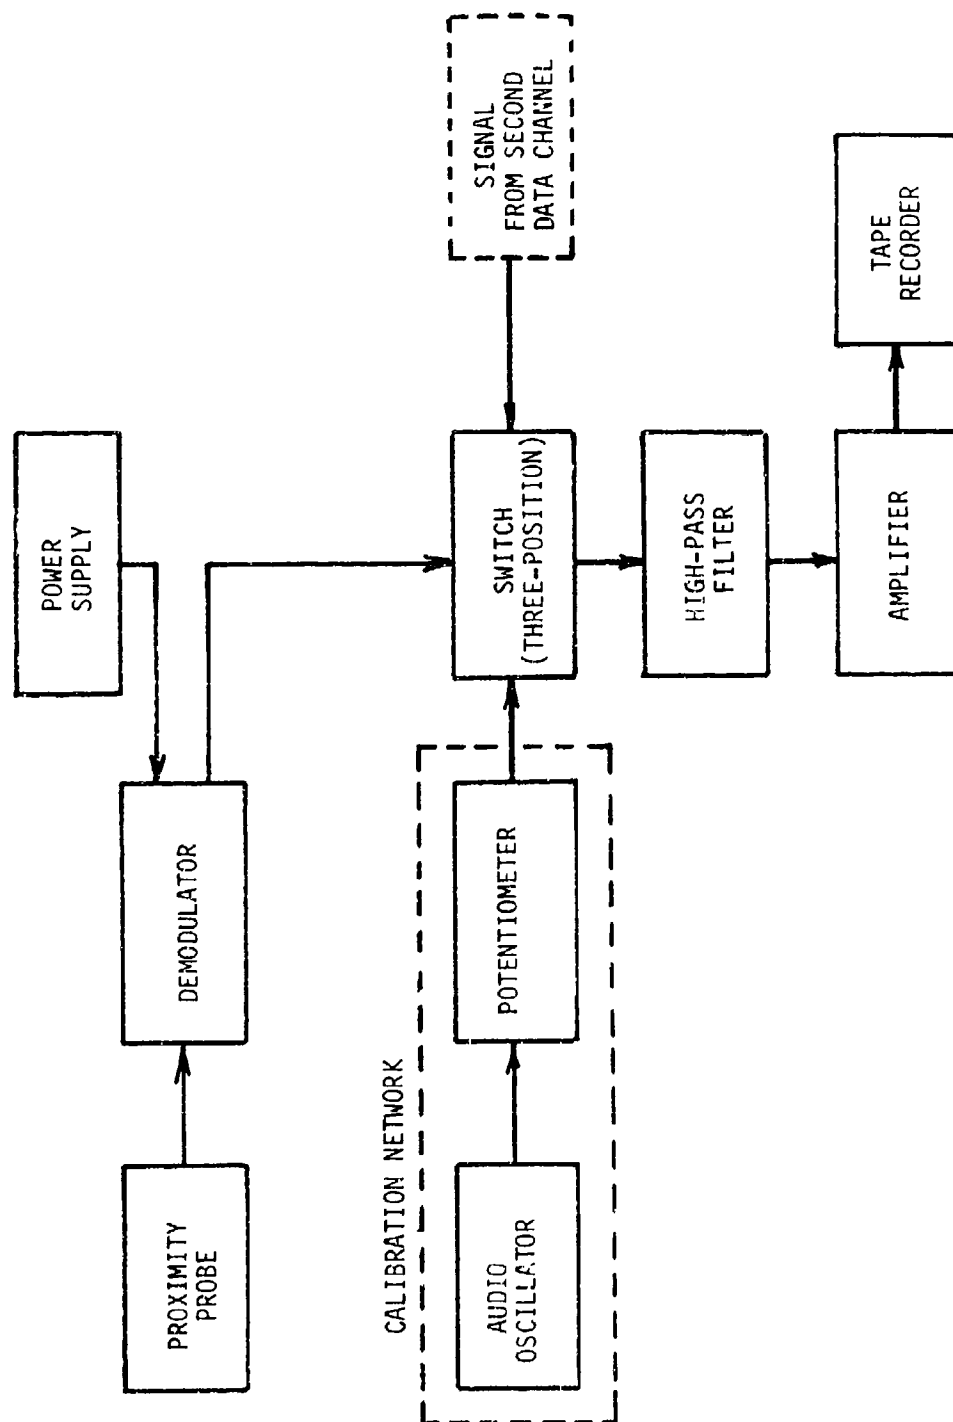 POWER
SUPPLY
PROXIMITY
PROBE
DEMODULATOR
CALIBRATION NETWORK
AUDIO
OSCILLATOR
POTENTIOMETER
SWITCH
(THREE-POSITION)
SIGNAL
FROM SECOND
DATA CHANNEL
HIGH-PASS
FILTER
AMPLIFIER
TAPE
RECORDER